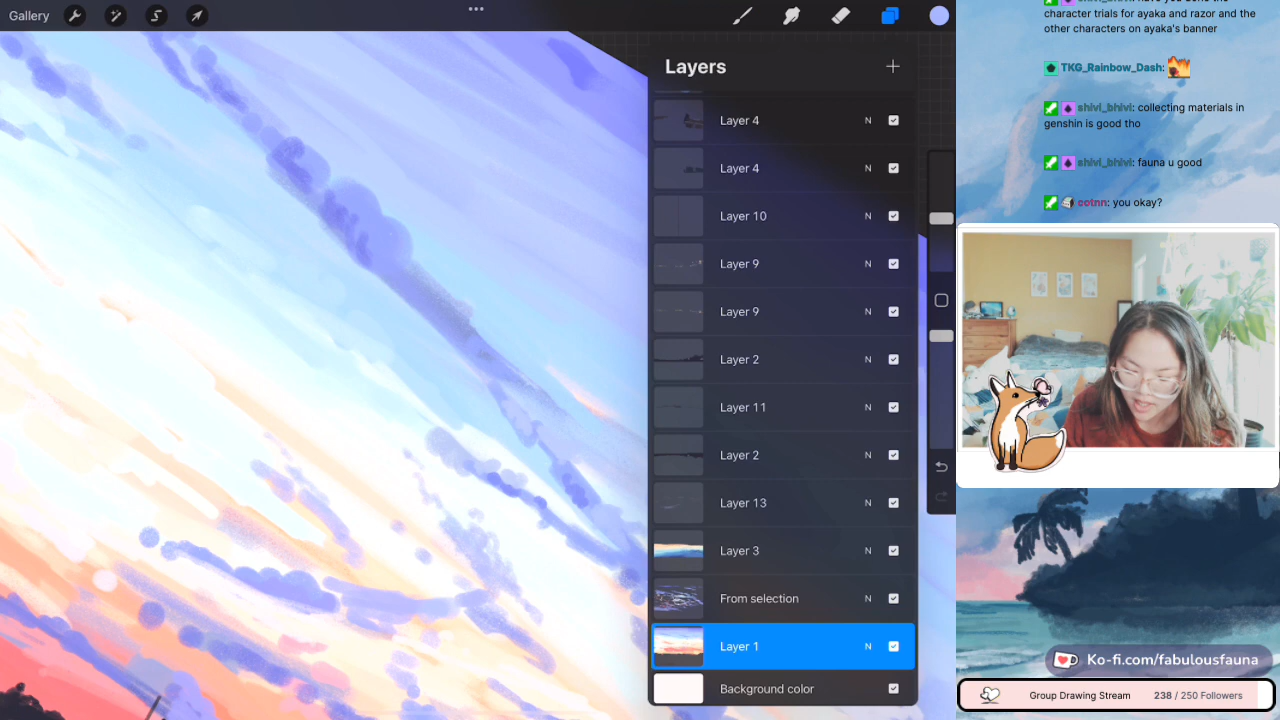 Gallery
Layers
Layer 4 N
Layer 4 N
Layer 10 N
Layer 9 N
Layer 9 N
Layer 2 N
Layer 11 N
Layer 2 N
Layer 13 N
Layer 3 N
From selection N
Layer 1 N
Background color
character trials for ayaka and razor and the
other characters on ayaka's banner
TKG_Rainbow_Dash:
shivi_bhivi: collecting materials in
genshin is good tho
shivi_bhivi: fauna u good
ootnn: you okay?
Ko-fi.com/fabulousfauna
Group Drawing Stream 238 / 250 Followers